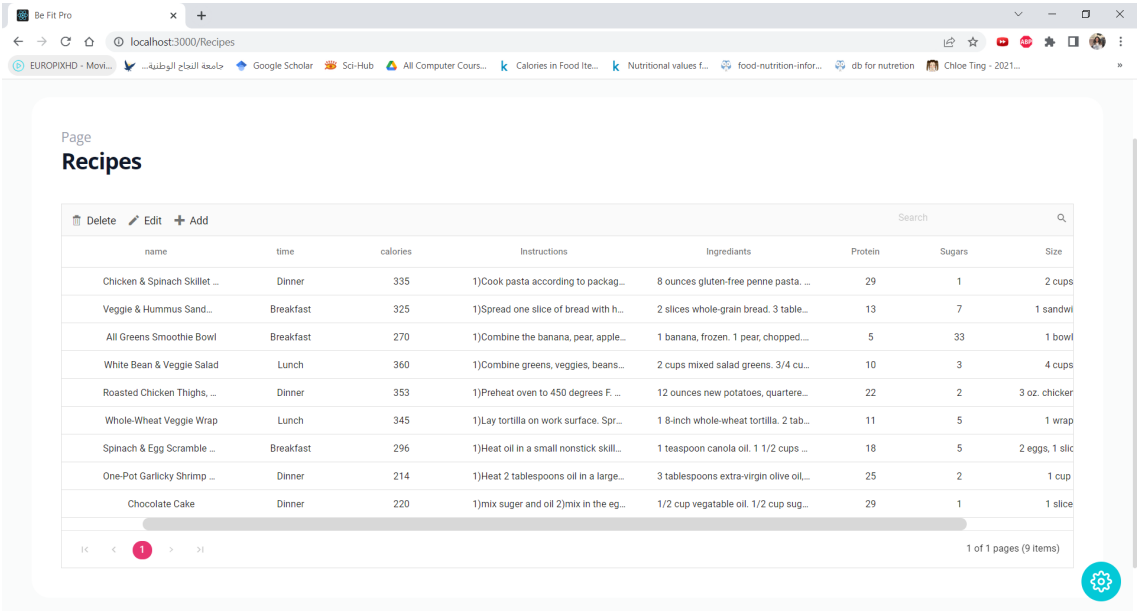 Be Fit Pro
localhost:3000/Recipes
EUROPIXHD - Movi... جامعة النجاح الوطنية... Google Scholar Sci-Hub All Computer Cours... Calories in Food Ite... Nutritional values f... food-nutrition-infor... db for nutretion Chloe Ting - 2021...
Page
Recipes
Delete Edit Add Search
name time calories Instructions Ingrediants Protein Sugars Size
Chicken & Spinach Skillet ... Dinner 335 1)Cook pasta according to packag... 8 ounces gluten-free penne pasta. ... 29 1 2 cups
Veggie & Hummus Sand... Breakfast 325 1)Spread one slice of bread with h... 2 slices whole-grain bread. 3 table... 13 7 1 sandwi
All Greens Smoothie Bowl Breakfast 270 1)Combine the banana, pear, apple... 1 banana, frozen. 1 pear, chopped.... 5 33 1 bowl
White Bean & Veggie Salad Lunch 360 1)Combine greens, veggies, beans... 2 cups mixed salad greens. 3/4 cu... 10 3 4 cups
Roasted Chicken Thighs, ... Dinner 353 1)Preheat oven to 450 degrees F. ... 12 ounces new potatoes, quartere... 22 2 3 oz. chicken
Whole-Wheat Veggie Wrap Lunch 345 1)Lay tortilla on work surface. Spr... 1 8-inch whole-wheat tortilla. 2 tab... 11 5 1 wrap
Spinach & Egg Scramble ... Breakfast 296 1)Heat oil in a small nonstick skill... 1 teaspoon canola oil. 1 1/2 cups ... 18 5 2 eggs, 1 slic
One-Pot Garlicky Shrimp ... Dinner 214 1)Heat 2 tablespoons oil in a large... 3 tablespoons extra-virgin olive oil,... 25 2 1 cup
Chocolate Cake Dinner 220 1)mix suger and oil 2)mix in the eg... 1/2 cup vegatable oil. 1/2 cup sug... 29 1 1 slice
1 1 of 1 pages (9 items)